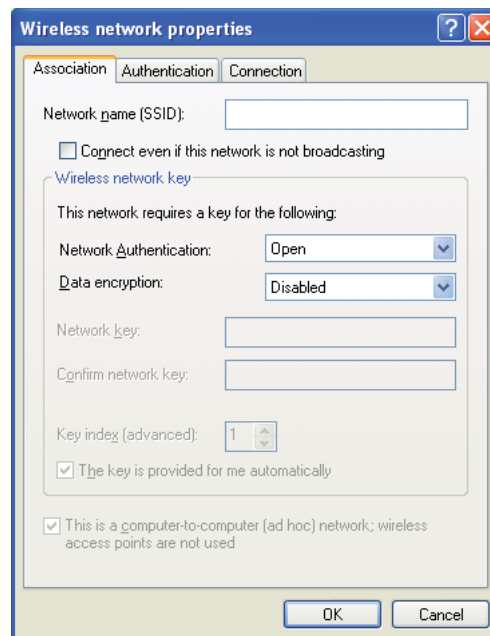 Wireless network properties
Association Authentication Connection
Network name (SSID):
Connect even if this network is not broadcasting
Wireless network key
This network requires a key for the following:
Network Authentication: Open
Data encryption: Disabled
Network key:
Confirm network key:
Key index (advanced): 1
The key is provided for me automatically
This is a computer-to-computer (ad hoc) network; wireless
access points are not used
OK Cancel